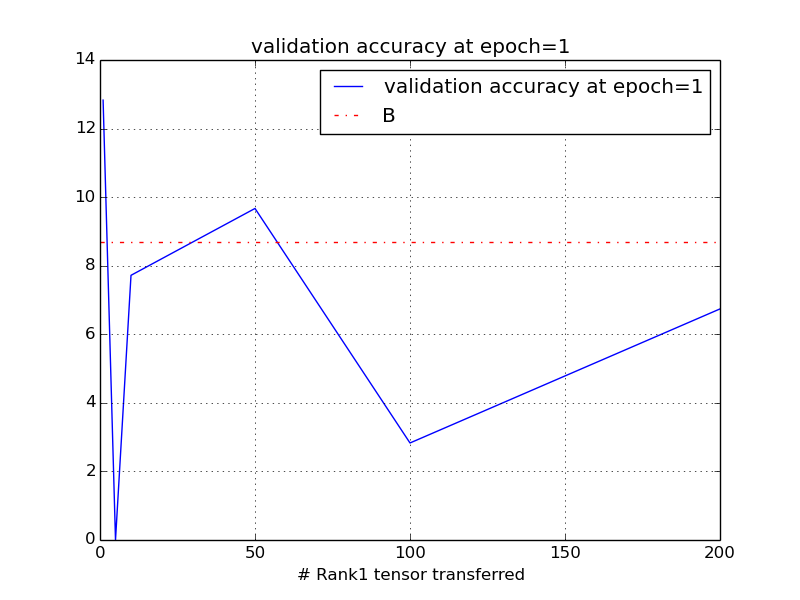 validation accuracy at epoch=1
14
12
10
8
6
4
2
0
validation accuracy at epoch=1
B
0 50 100 150 200
# Rank1 tensor transferred